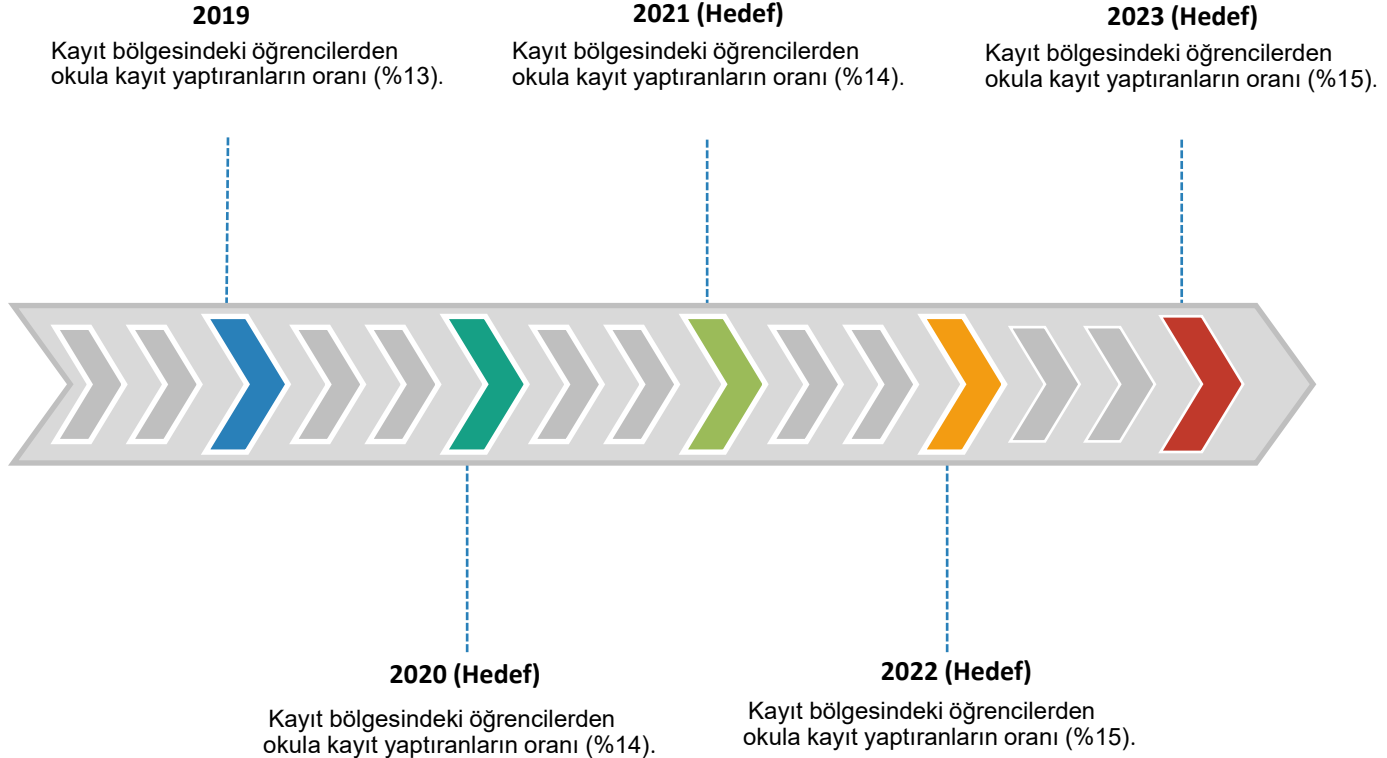 2019
Kayıt bölgesindeki öğrencilerden
okula kayıt yaptıranların oranı (%13).
2021 (Hedef)
Kayıt bölgesindeki öğrencilerden
okula kayıt yaptıranların oranı (%14).
2023 (Hedef)
Kayıt bölgesindeki öğrencilerden
okula kayıt yaptıranların oranı (%15).
2020 (Hedef)
Kayıt bölgesindeki öğrencilerden
okula kayıt yaptıranların oranı (%14).
2022 (Hedef)
Kayıt bölgesindeki öğrencilerden
okula kayıt yaptıranların oranı (%15).